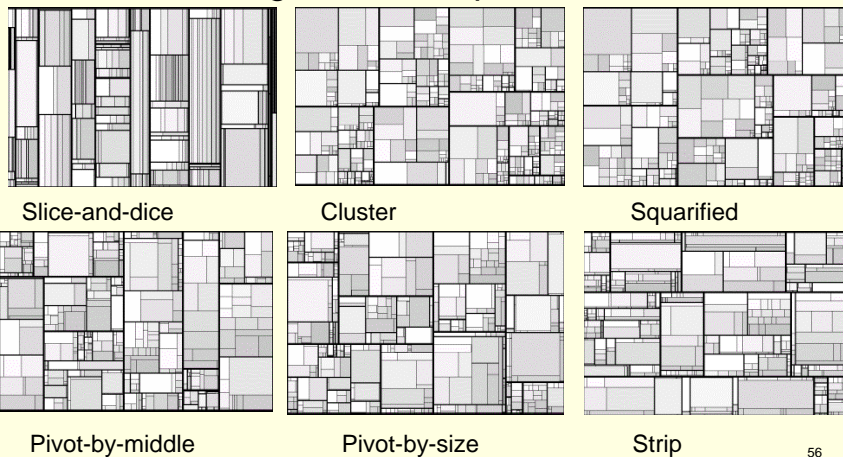 Slice-and-dice
Cluster
Squarified
Pivot-by-middle
Pivot-by-size
Strip
56